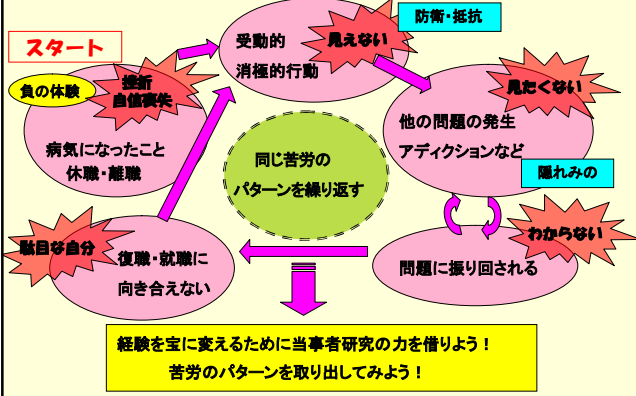 スタート
負の体験
挫折
自信喪失
病気になったこと
休職・離職
受動的
消極的行動
見えない
防衛・抵抗
見たくない
他の問題の発生
アディクションなど
隠れみの
わからない
問題に振り回される
同じ苦労の
パターンを繰り返す
駄目な自分
復職・就職に
向き合えない
経験を宝に変えるために当事者研究の力を借りよう！
苦労のパターンを取り出してみよう！